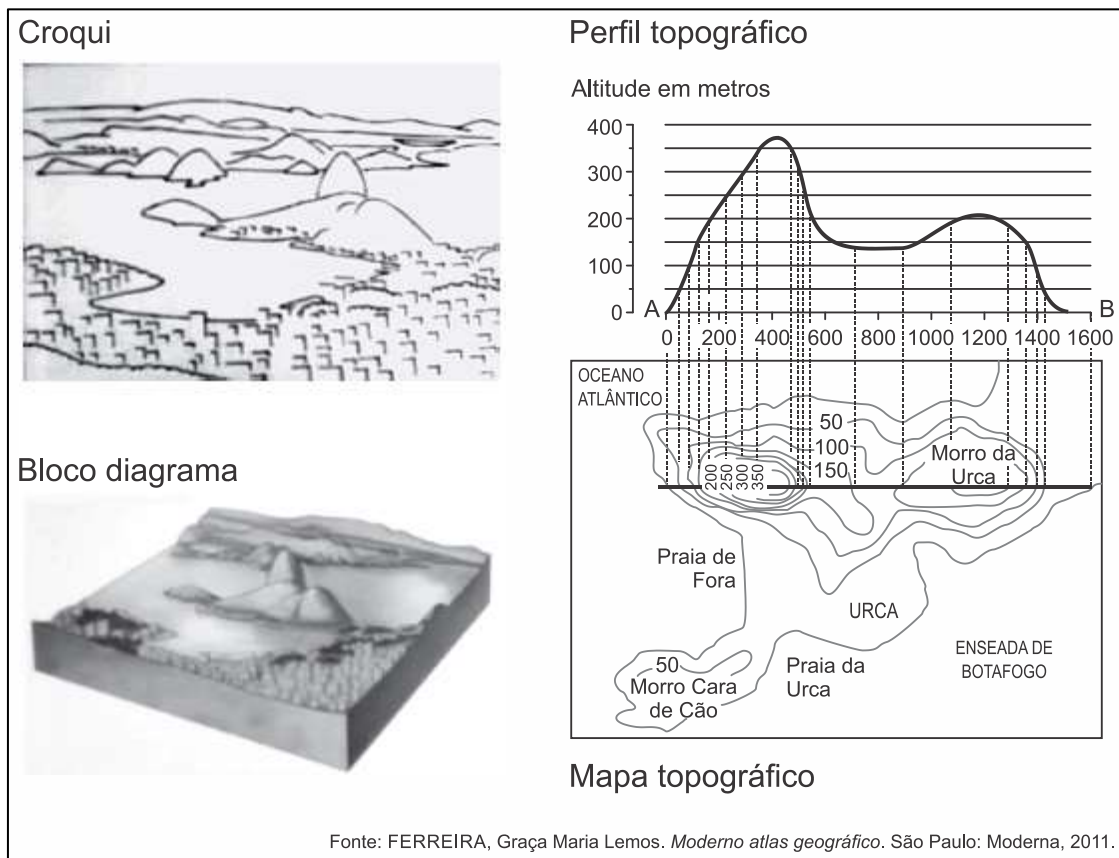 Croqui
Perfil topográfico
Altitude em metros
400
300
200
100
0
A
B
0 200 400 600 800 1000 1200 1400 1600
OCEANO
ATLÂNTICO
50
100
150
200
250
300
350
Morro da
Urca
Bloco diagrama
Praia de
Fora
URCA
ENSEADA DE
BOTAFOGO
50
Morro Cara
de Cão
Praia da
Urca
Mapa topográfico
Fonte: FERREIRA, Graça Maria Lemos. Moderno atlas geográfico. São Paulo: Moderna, 2011.